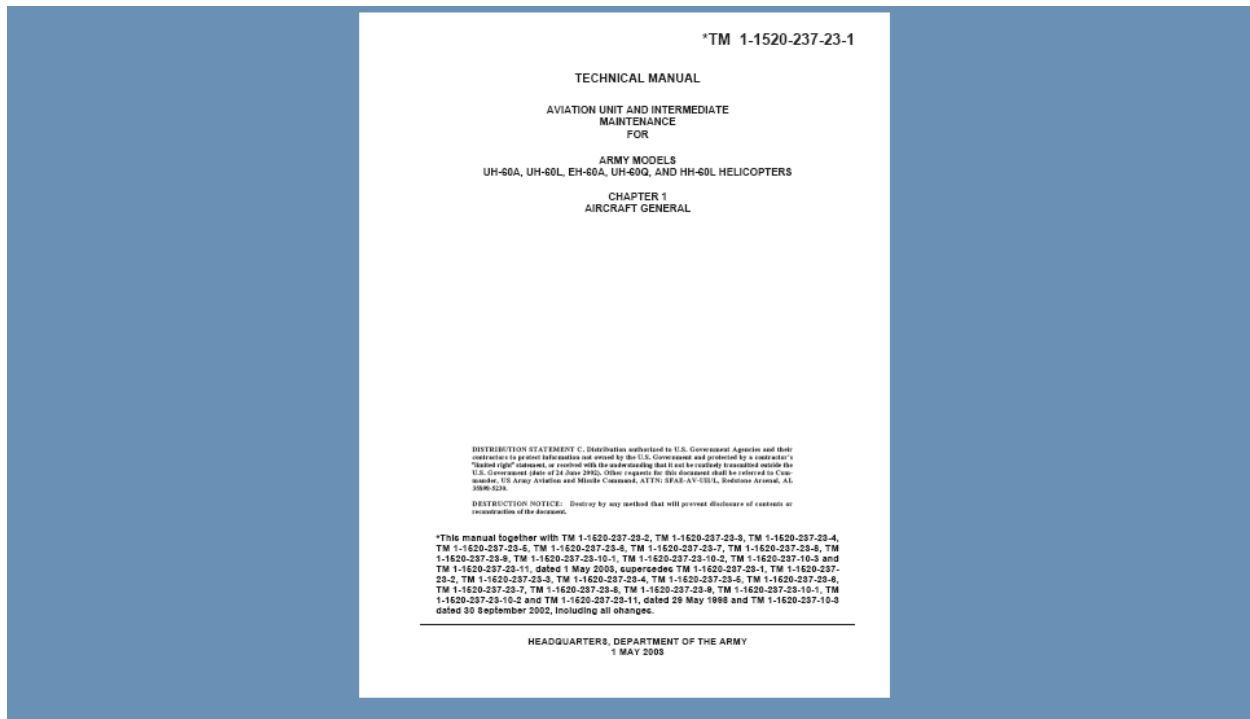 *TM 1-1520-237-23-1
TECHNICAL MANUAL
AVIATION UNIT AND INTERMEDIATE
MAINTENANCE
FOR
ARMY MODELS
UH-60A, UH-60L, EH-60A, UH-60Q, AND HH-60L HELICOPTERS
CHAPTER 1
AIRCRAFT GENERAL
DISTRIBUTION STATEMENT C. Distribution authorized to U.S. Government Agencies and their
contractors to protect information not owned by the U.S. Government and protected by a contractor's
"limited right" statement, or received with the understanding that it not be routinely transmitted outside the
U.S. Government (date of 24 June 2002). Other requests for this document shall be referred to Com-
mander, US Army Aviation and Missile Command, ATTN: SFAE-AV-UH/L, Redstone Arsenal, AL
35898-5230.
DESTRUCTION NOTICE: Destroy by any method that will prevent disclosure of contents or
reconstruction of the document.
*This manual together with TM 1-1520-237-23-2, TM 1-1520-237-23-3, TM 1-1520-237-23-4,
TM 1-1520-237-23-5, TM 1-1520-237-23-6, TM 1-1520-237-23-7, TM 1-1520-237-23-8, TM
1-1520-237-23-9, TM 1-1520-237-23-10-1, TM 1-1520-237-23-10-2, TM 1-1520-237-10-3 and
TM 1-1520-237-23-11, dated 1 May 2003, supersedes TM 1-1520-237-23-1, TM 1-1520-237-
23-2, TM 1-1520-237-23-3, TM 1-1520-237-23-4, TM 1-1520-237-23-5, TM 1-1520-237-23-6,
TM 1-1520-237-23-7, TM 1-1520-237-23-8, TM 1-1520-237-23-9, TM 1-1520-237-23-10-1, TM
1-1520-237-23-10-2 and TM 1-1520-237-23-11, dated 29 May 1998 and TM 1-1520-237-10-3
dated 30 September 2002, including all changes.
HEADQUARTERS, DEPARTMENT OF THE ARMY
1 MAY 2003